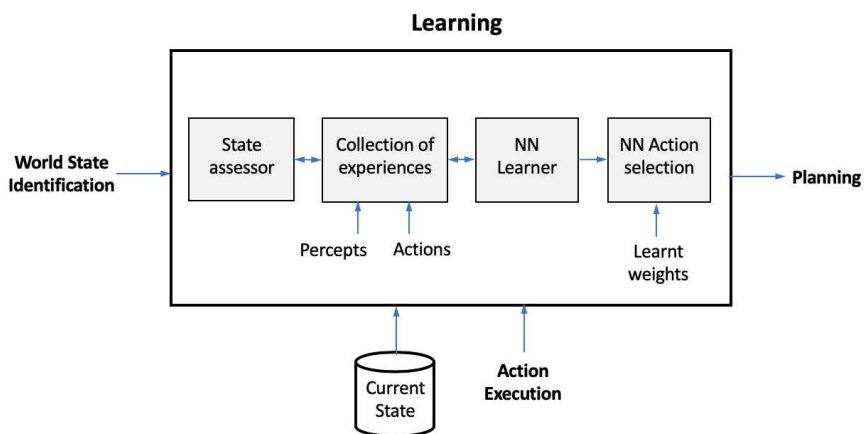 Learning
State
assessor
Collection of
experiences
NN
Learner
NN Action
selection
World State
Identification
Planning
Percepts
Actions
Learnt
weights
Current
State
Action
Execution